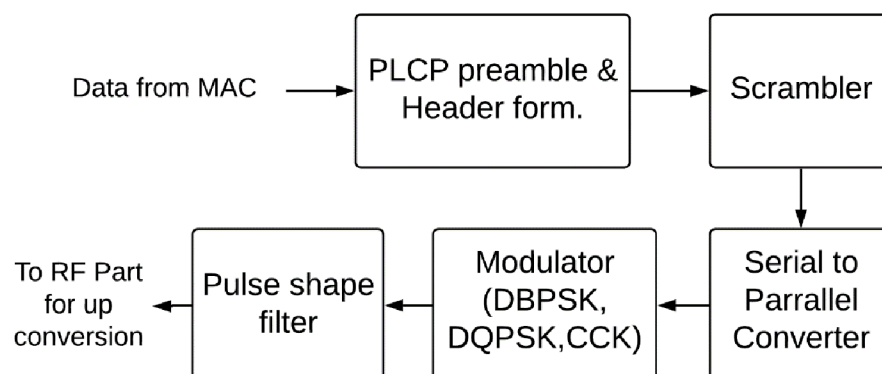 Data from MAC
PLCP preamble &
Header form.
Scrambler
Serial to
Parrallel
Converter
Modulator
(DBPSK,
DQPSK,CCK)
Pulse shape
filter
To RF Part
for up
conversion